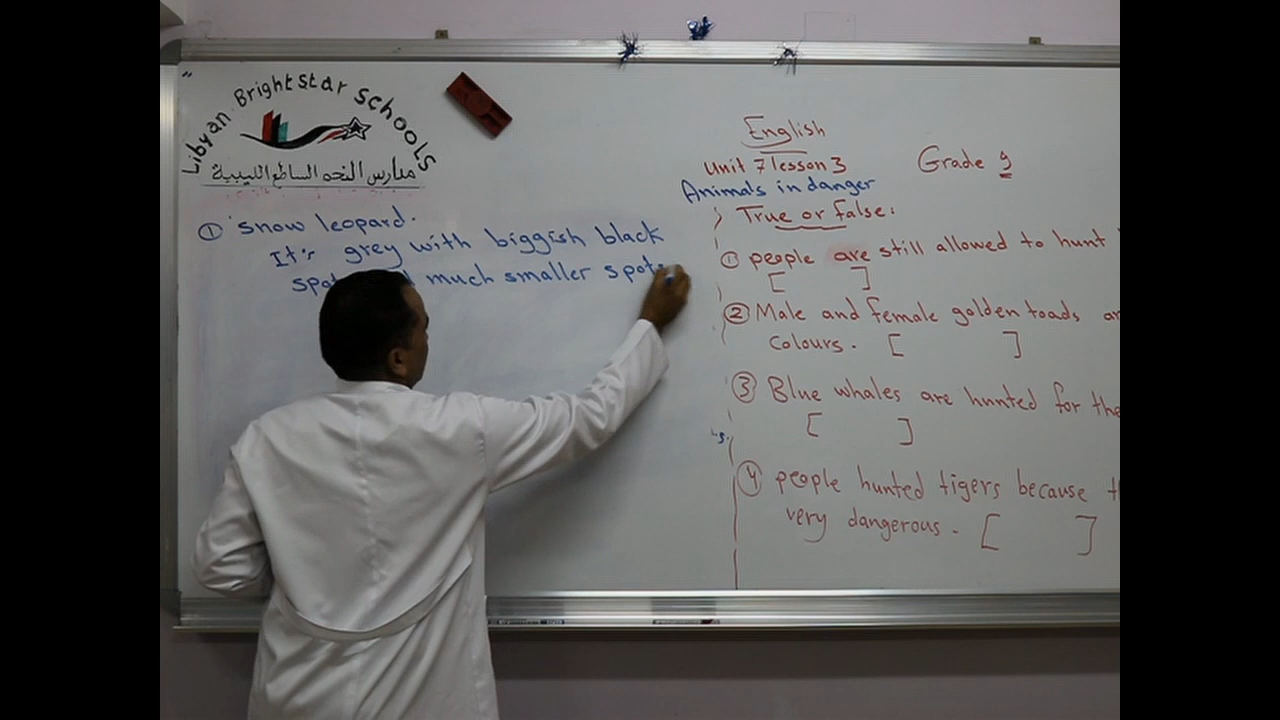 Libyan Bright Star Schools
مدارس النجم الساطع الليبية
① snow leopard.
It's grey with biggish black
much smaller spots
English
Unit 7 lesson 3
Grade 9
Animals in danger
True or false:
① people are still allowed to hunt
[ ]
② Male and female golden toads
colours. [ ]
③ Blue whales are hunted for the
[ ]
④ people hunted tigers because
very dangerous. [ ]